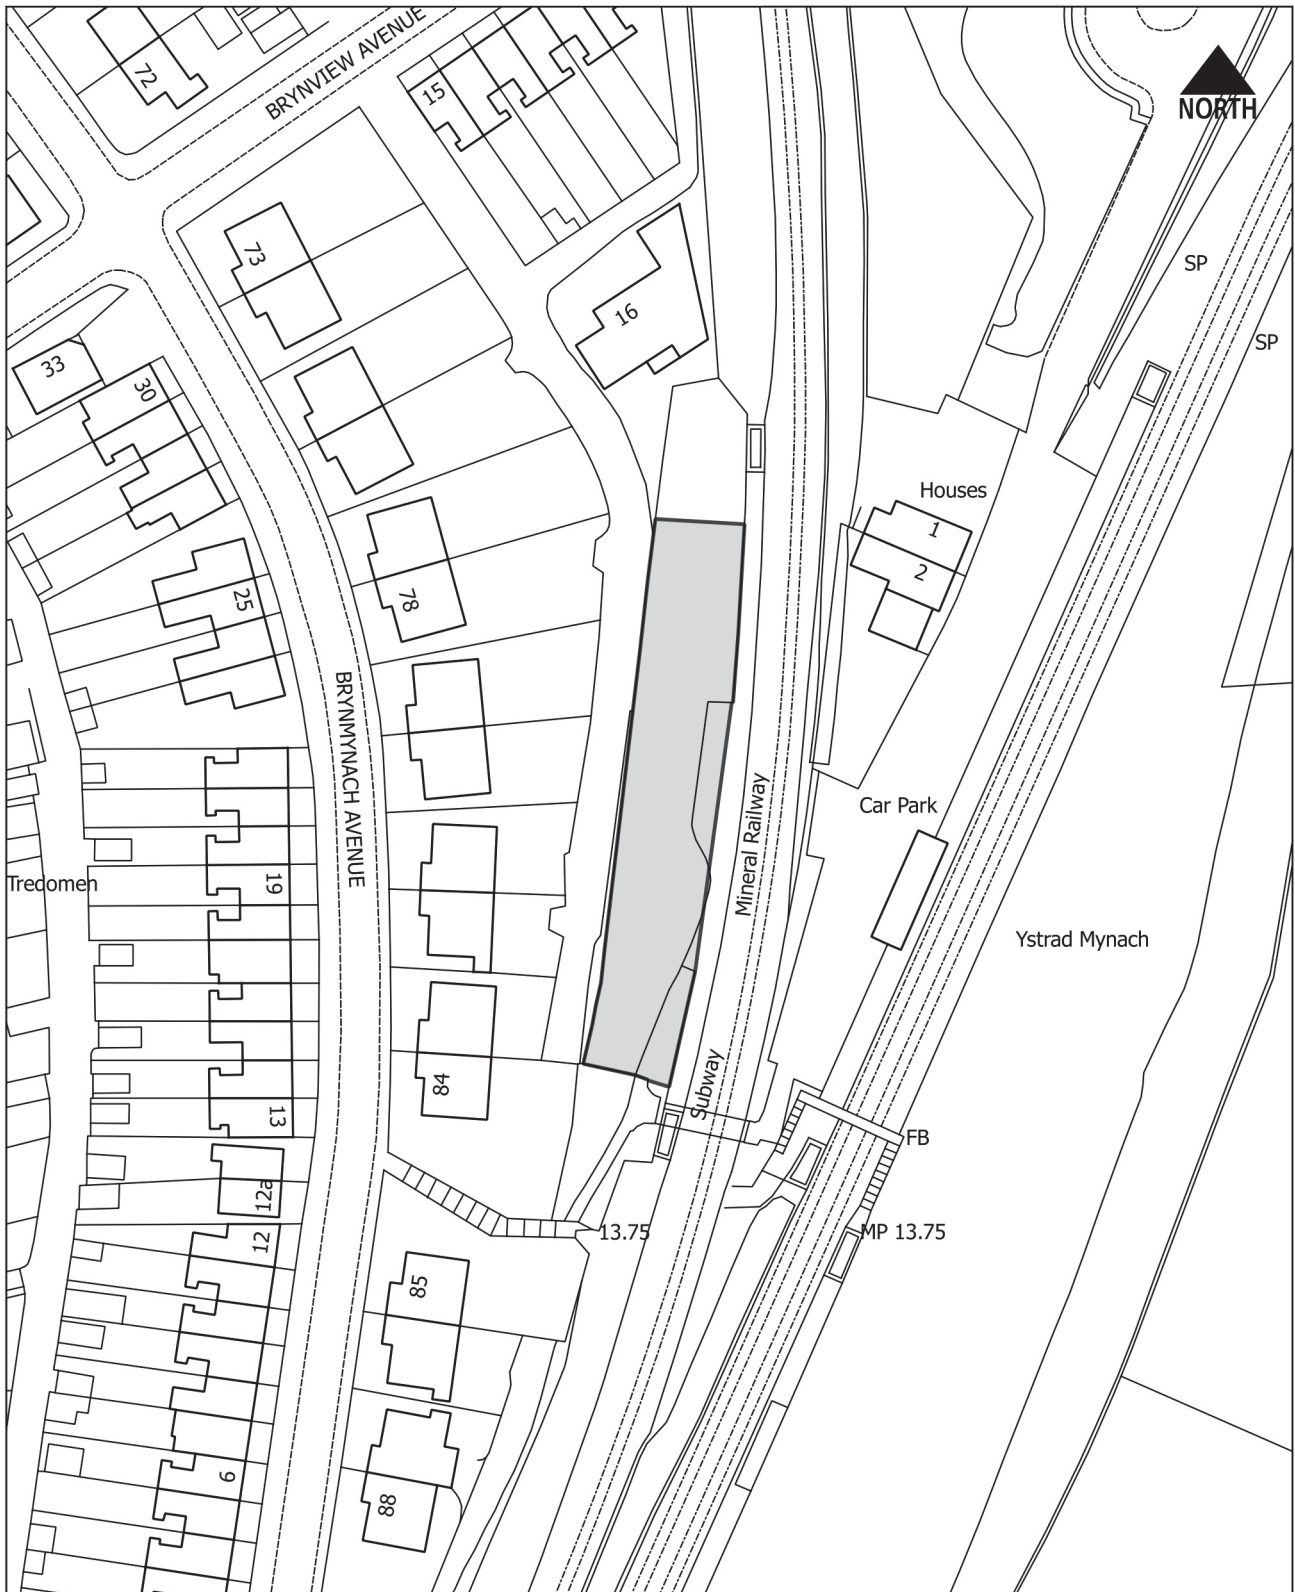 BRYNVIEW AVENUE
72
15
NORTH
73
SP
16
SP
33
30
Houses
1
2
78
25
BRYNMYNACH AVENUE
Mineral Railway
Car Park
19
Tredomen
Ystrad Mynach
84
Subway
13
FB
12a
12
13.75
MP 13.75
85
6
88